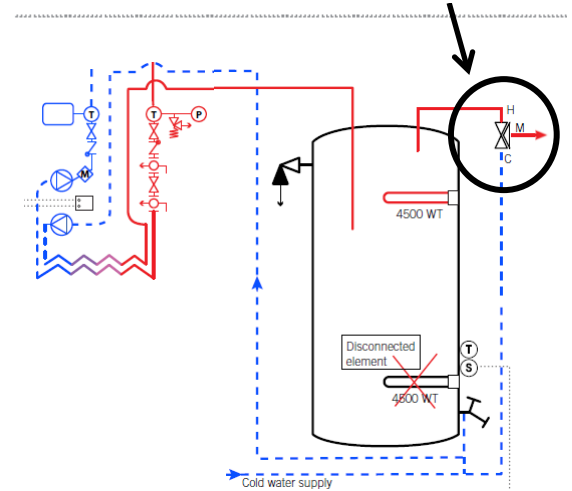 H
T
T
P
M
C
M
4500 WT
Disconnected
element
T
S
4500 WT
Cold water supply